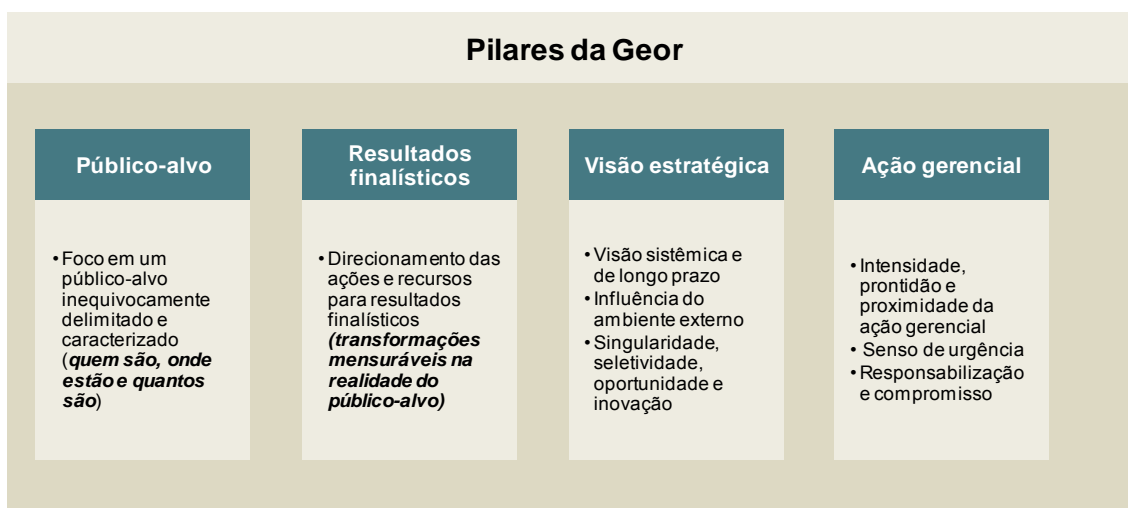 Pilares da Geor
Público-alvo
• Foco em um
público-alvo
inequivocamente
delimitado e
caracterizado
(quem são, onde
estão e quantos
são)
Resultados
finalísticos
• Direcionamento das
ações e recursos
para resultados
finalísticos
(transformações
mensuráveis na
realidade do
público-alvo)
Visão estratégica
• Visão sistêmica e
de longo prazo
• Influência do
ambiente externo
• Singularidade,
seletividade,
oportunidade e
inovação
Ação gerencial
• Intensidade,
prontidão e
proximidade da
ação gerencial
• Senso de urgência
• Responsabilização
e compromisso